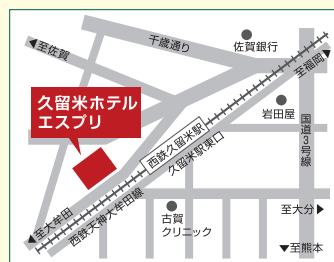 千歳通り
佐賀銀行
◀至佐賀
至福岡▶
久留米ホテル
エスプリ
岩田屋
国道3号線
西鉄久留米駅
久留米駅東口
西鉄天神大牟田線
◀至大牟田
古賀
クリニック
至大分▶
▼至熊本